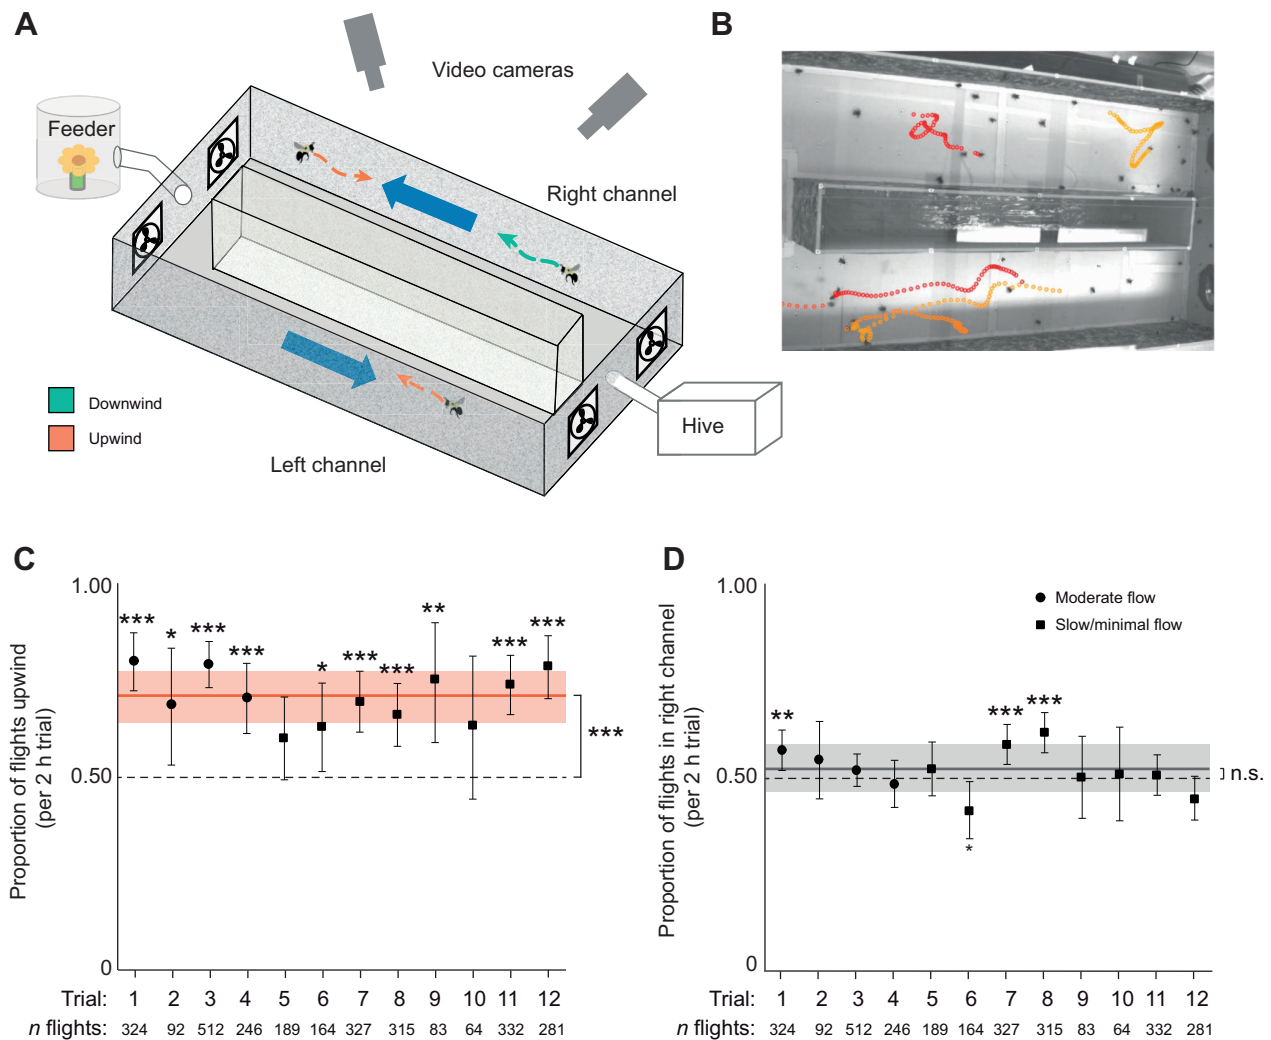 A
B
Video cameras
Feeder
Right channel
Downwind
Upwind
Hive
Left channel
C
1.00
0.50
0
Proportion of flights upwind
(per 2 h trial)
***
*
***
***
*
***
***
**
***
***
***
Trial: 1 2 3 4 5 6 7 8 9 10 11 12
n flights: 324 92 512 246 189 164 327 315 83 64 332 281
D
1.00
0.50
0
Proportion of flights in right channel
(per 2 h trial)
Moderate flow
Slow/minimal flow
**
*
***
***
n.s.
Trial: 1 2 3 4 5 6 7 8 9 10 11 12
n flights: 324 92 512 246 189 164 327 315 83 64 332 281